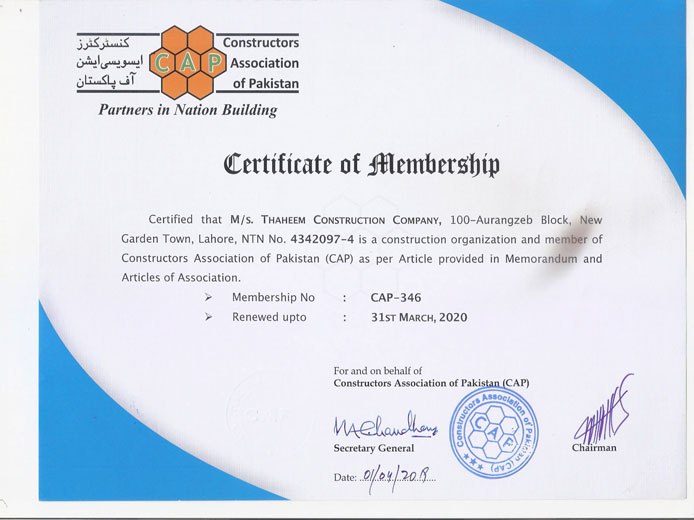 کنسٹرکٹرز
ایسوسی ایشن
آف پاکستان
CAP
Constructors
Association
of Pakistan
Partners in Nation Building
Certificate of Membership
Certified that M/s. Thaheem Construction Company, 100-Aurangzeb Block, New
Garden Town, Lahore, NTN No. 4342097-4 is a construction organization and member of
Constructors Association of Pakistan (CAP) as per Article provided in Memorandum and
Articles of Association.
➢ Membership No : CAP-346
➢ Renewed upto : 31st March, 2020
For and on behalf of
Constructors Association of Pakistan (CAP)
Secretary General
Chairman
Date: 01/04/2019
Constructors Association of Pakistan (CAP)
CAP